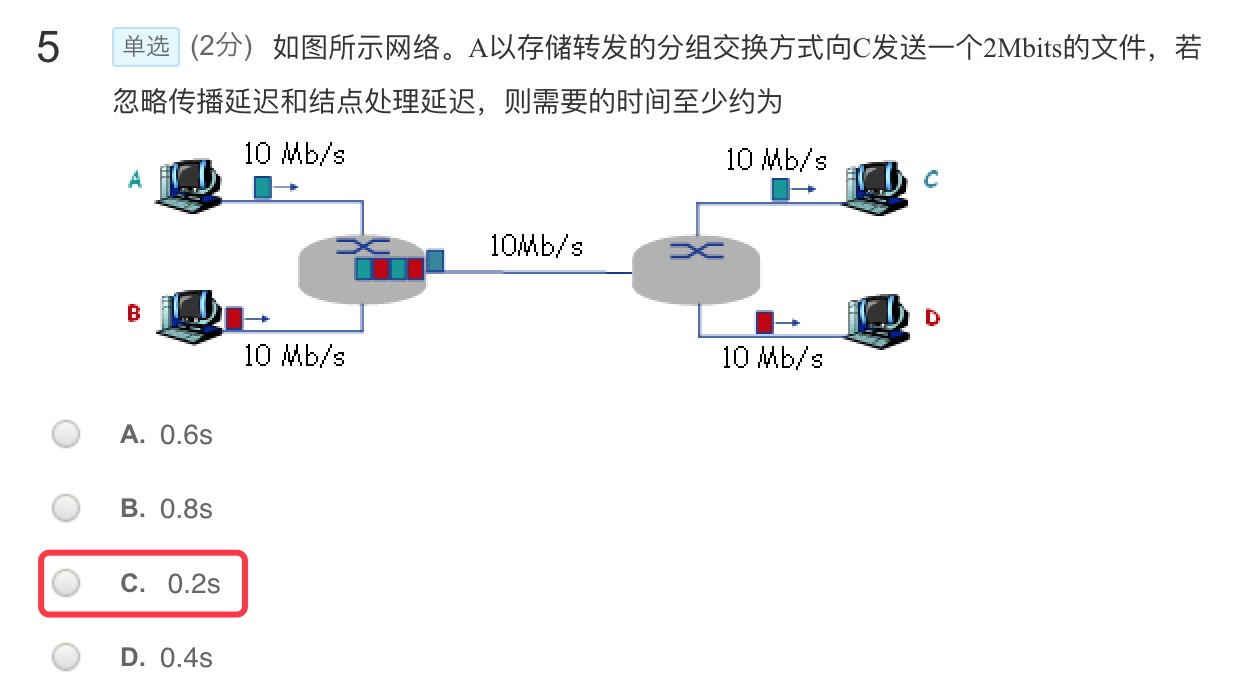 5 单选 (2分) 如图所示网络。A以存储转发的分组交换方式向C发送一个2Mbits的文件，若
忽略传播延迟和结点处理延迟，则需要的时间至少约为
10 Mb/s
10 Mb/s
A
C
10Mb/s
B
D
10 Mb/s
10 Mb/s
A. 0.6s
B. 0.8s
C. 0.2s
D. 0.4s